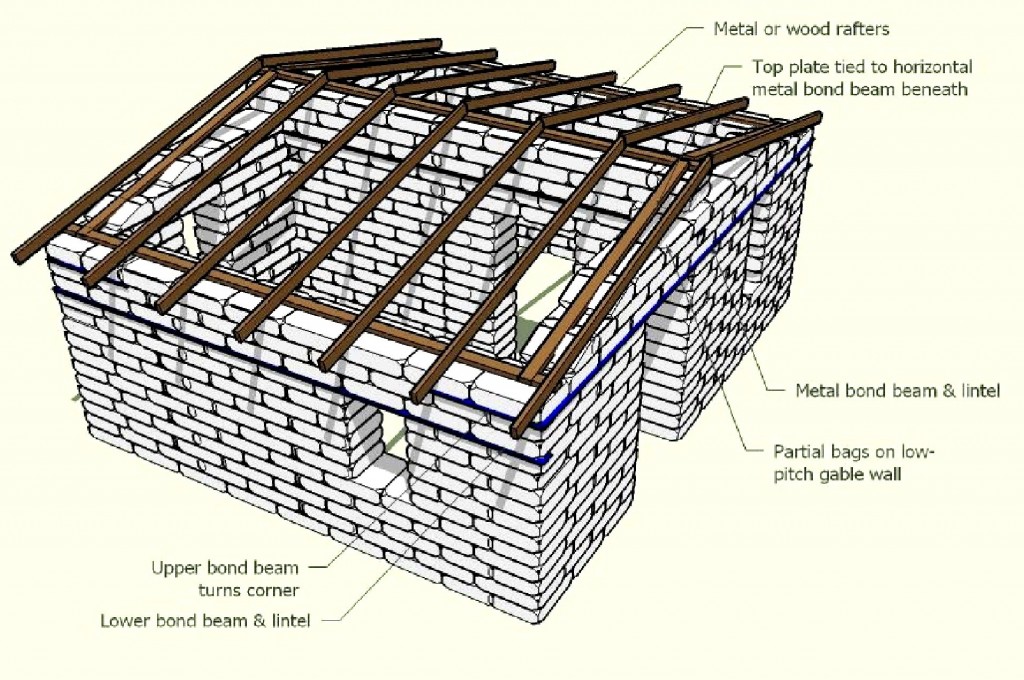 Metal or wood rafters
Top plate tied to horizontal
metal bond beam beneath
Metal bond beam & lintel
Partial bags on low-
pitch gable wall
Upper bond beam
turns corner
Lower bond beam & lintel